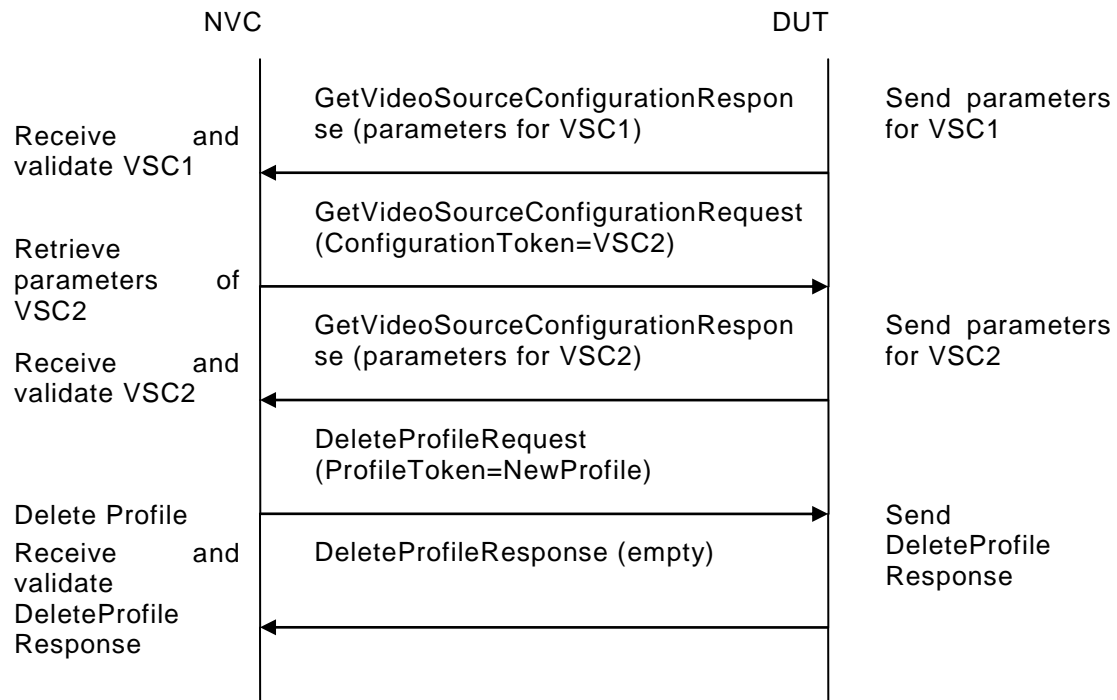 NVC
DUT
GetVideoSourceConfigurationRespon
se (parameters for VSC1)
Send parameters
for VSC1
Receive and
validate VSC1
GetVideoSourceConfigurationRequest
(ConfigurationToken=VSC2)
Retrieve
parameters of
VSC2
GetVideoSourceConfigurationRespon
se (parameters for VSC2)
Send parameters
for VSC2
Receive and
validate VSC2
DeleteProfileRequest
(ProfileToken=NewProfile)
Delete Profile
Send
DeleteProfile
Response
DeleteProfileResponse (empty)
Receive and
validate
DeleteProfile
Response